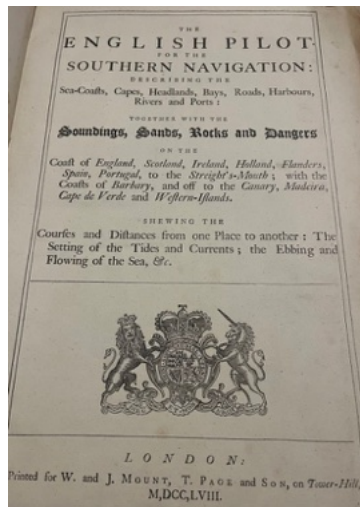 THE
ENGLISH PILOT
FOR THE
SOUTHERN NAVIGATION:
DESCRIBING THE
Sea-Coasts, Capes, Headlands, Bays, Roads, Harbours,
Rivers and Ports:
TOGETHER WITH THE
Soundings, Sands, Rocks and Dangers
ON THE
Coast of England, Scotland, Ireland, Holland, Flanders,
Spain, Portugal, to the Streight's-Mouth; with the
Coasts of Barbary, and off to the Canary, Madeira,
Cape de Verde and Western-Islands.
SHEWING THE
Courses and Distances from one Place to another: The
Setting of the Tides and Currents; the Ebbing and
Flowing of the Sea, &c.
LONDON:
Printed for W. and J. MOUNT, T. PAGE and SON, on Tower-Hill,
M,DCC,LVIII.